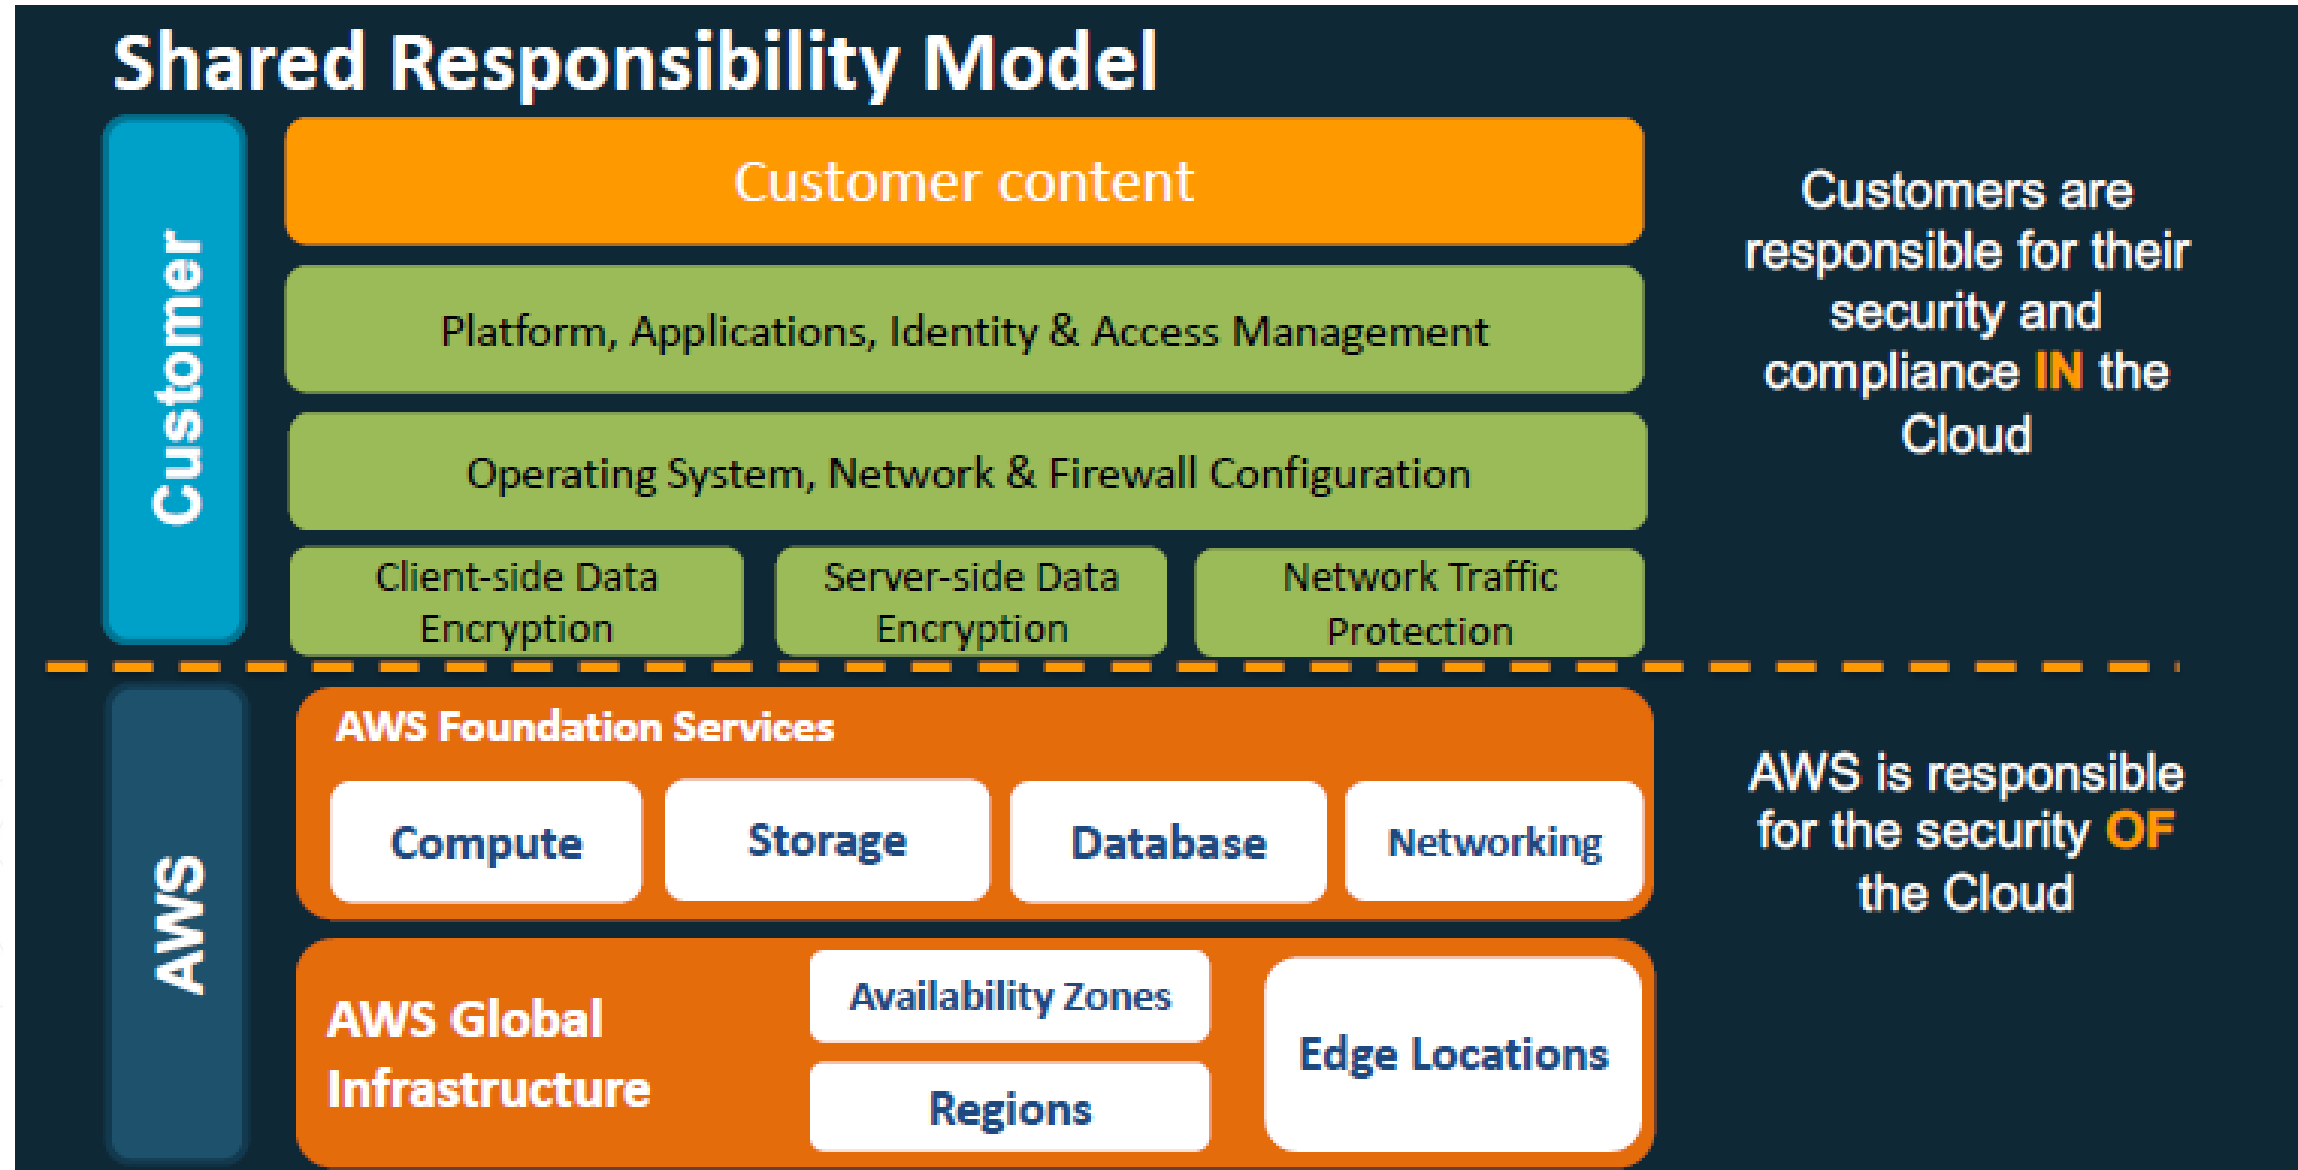 Shared Responsibility Model
Customer
Customer content
Platform, Applications, Identity & Access Management
Operating System, Network & Firewall Configuration
Client-side Data
Encryption
Server-side Data
Encryption
Network Traffic
Protection
Customers are
responsible for their
security and
compliance IN the
Cloud
AWS
AWS Foundation Services
Compute
Storage
Database
Networking
AWS Global
Infrastructure
Availability Zones
Regions
Edge Locations
AWS is responsible
for the security OF
the Cloud